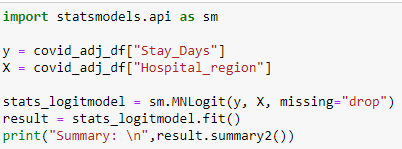 import statsmodels.api as sm
y = covid_adj_df["Stay_Days"]
X = covid_adj_df["Hospital_region"]
stats_logitmodel = sm.MNLogit(y, X, missing="drop")
result = stats_logitmodel.fit()
print("Summary: \n",result.summary2())